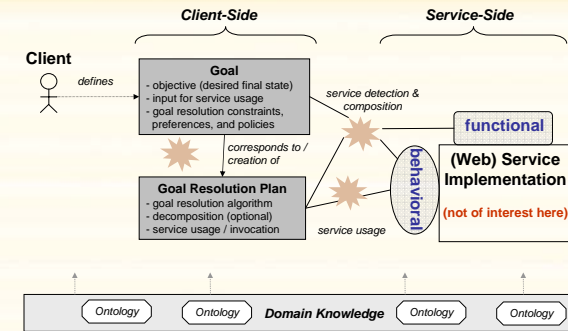 Client-Side
Service-Side
Client
defines
Goal
- objective (desired final state)
- input for service usage
- goal resolution constraints,
preferences, and policies
service detection &
composition
functional
corresponds to /
creation of
behavioral
(Web) Service
Implementation
(not of interest here)
Goal Resolution Plan
- goal resolution algorithm
- decomposition (optional)
- service usage / invocation
service usage
Ontology
Ontology
Domain Knowledge
Ontology
Ontology